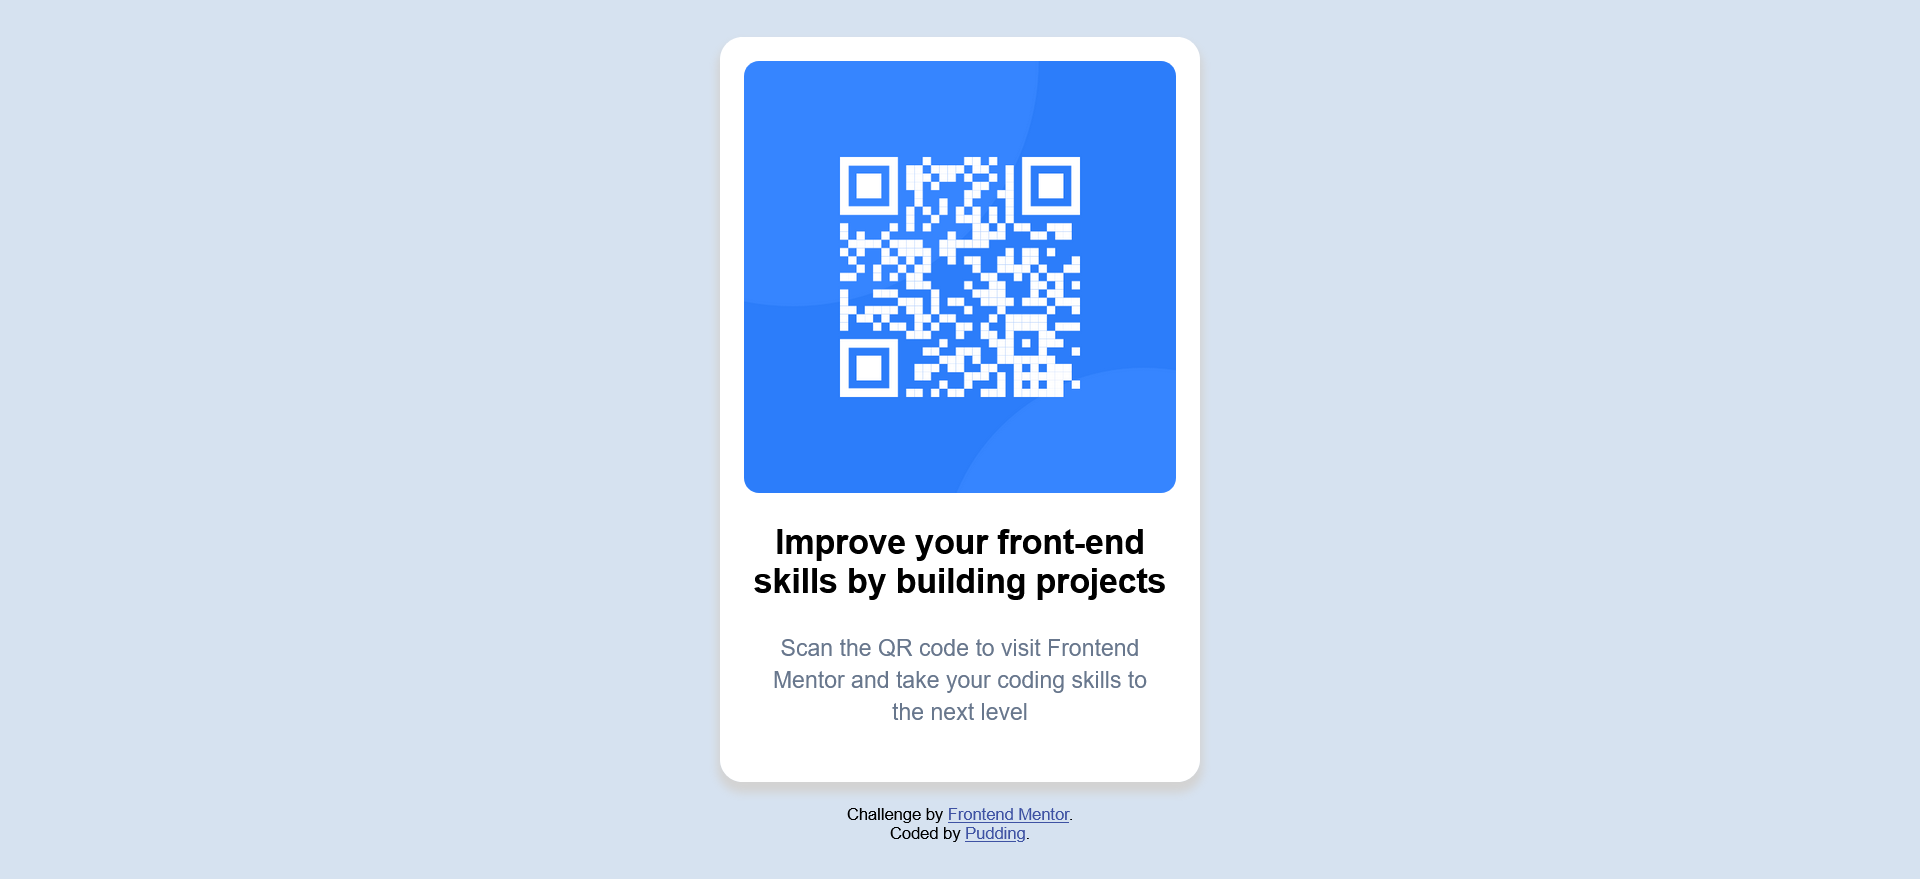 Improve your front-end
skills by building projects
Scan the QR code to visit Frontend
Mentor and take your coding skills to
the next level
Challenge by Frontend Mentor.
Coded by Pudding.